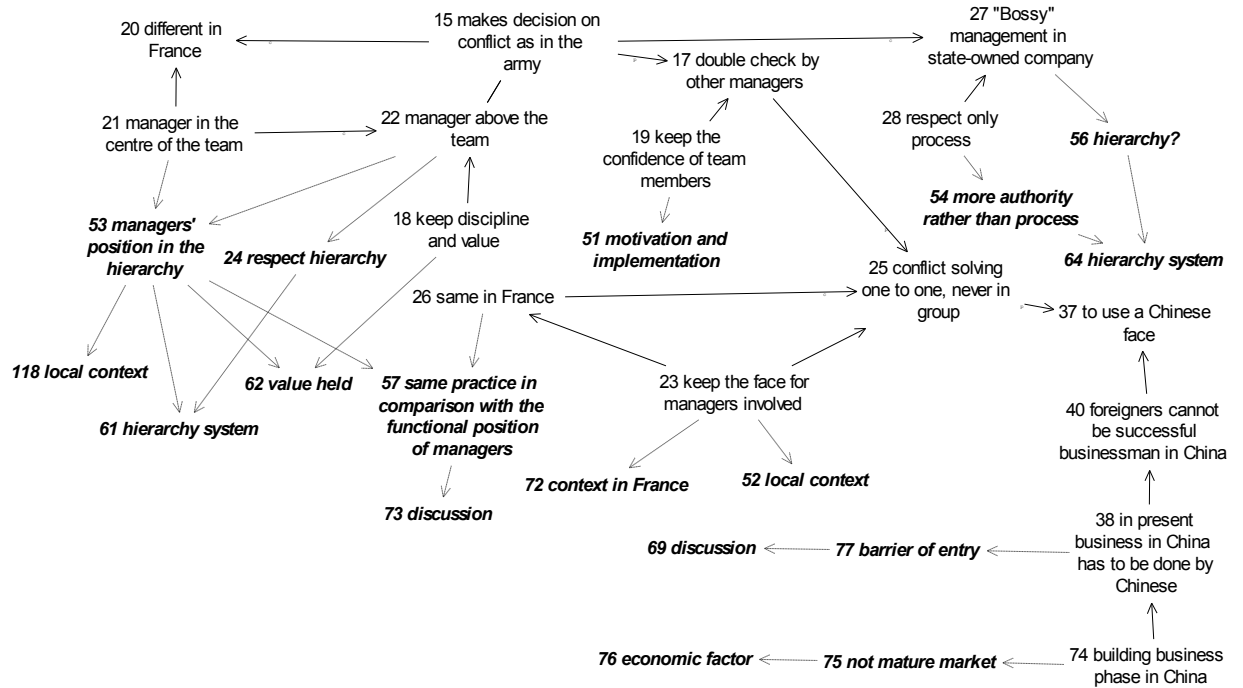 20 different in
France
15 makes decision on
conflict as in the
army
27 "Bossy"
management in
state-owned company
17 double check by
other managers
21 manager in the
centre of the team
22 manager above the
team
19 keep the
confidence of team
members
28 respect only
process
56 hierarchy?
53 managers'
position in the
hierarchy
24 respect hierarchy
18 keep discipline
and value
51 motivation and
implementation
54 more authority
rather than process
64 hierarchy system
26 same in France
25 conflict solving
one to one, never in
group
37 to use a Chinese
face
118 local context
62 value held
61 hierarchy system
57 same practice in
comparison with the
functional position
of managers
23 keep the face for
managers involved
40 foreigners cannot
be successful
businessman in China
72 context in France
52 local context
73 discussion
69 discussion
77 barrier of entry
38 in present
business in China
has to be done by
Chinese
76 economic factor
75 not mature market
74 building business
phase in China